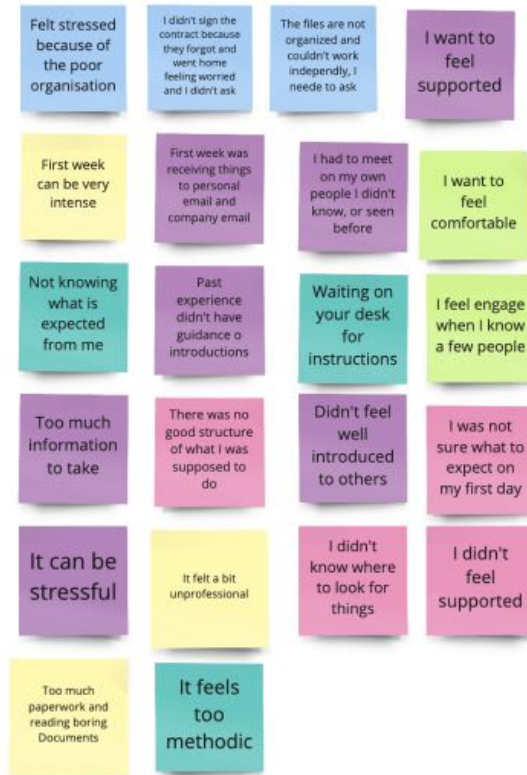 Felt stressed
because of
the poor
organisation
I didn't sign the
contract because
they forgot and
went home
feeling worried
and I didn't ask
The files are not
organized and
couldn't work
independently, I
neede to ask
I want to
feel
supported
First week
can be very
intense
First week was
receiving things
to personal
email and
company email
I had to meet
on my own
people I didn't
know, or seen
before
I want to
feel
comfortable
Not knowing
what is
expected
from me
Past
experience
didn't have
guidance o
introductions
Waiting on
your desk
for
instructions
I feel engage
when I know
a few people
Too much
information
to take
There was no
good structure
of what I was
supposed to
do
Didn't feel
well
introduced
to others
I was not
sure what to
expect on
my first day
It can be
stressful
It felt a bit
unprofessional
I didn't
know where
to look for
things
I didn't
feel
supported
Too much
paperwork and
reading boring
Documents
It feels
too
methodic